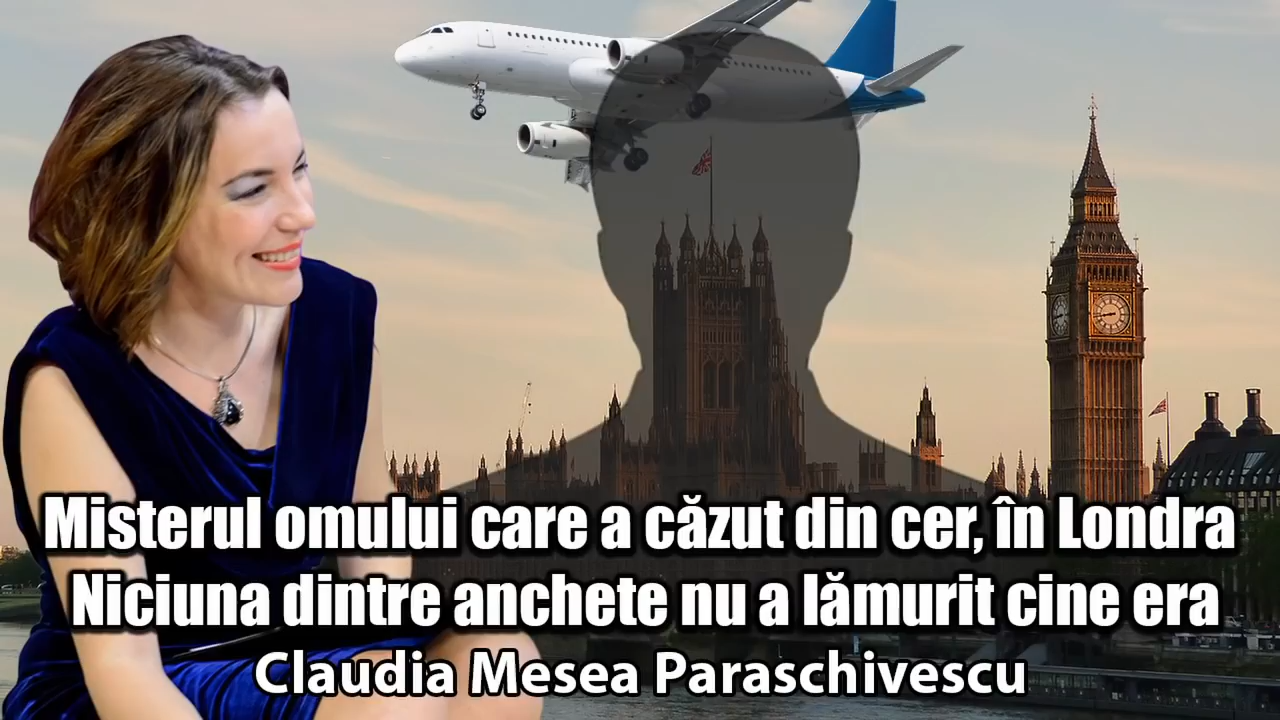 Misterul omului care a căzut din cer, în Londra
Niciuna dintre anchete nu a lămurit cine era
Claudia Mesea Paraschivescu